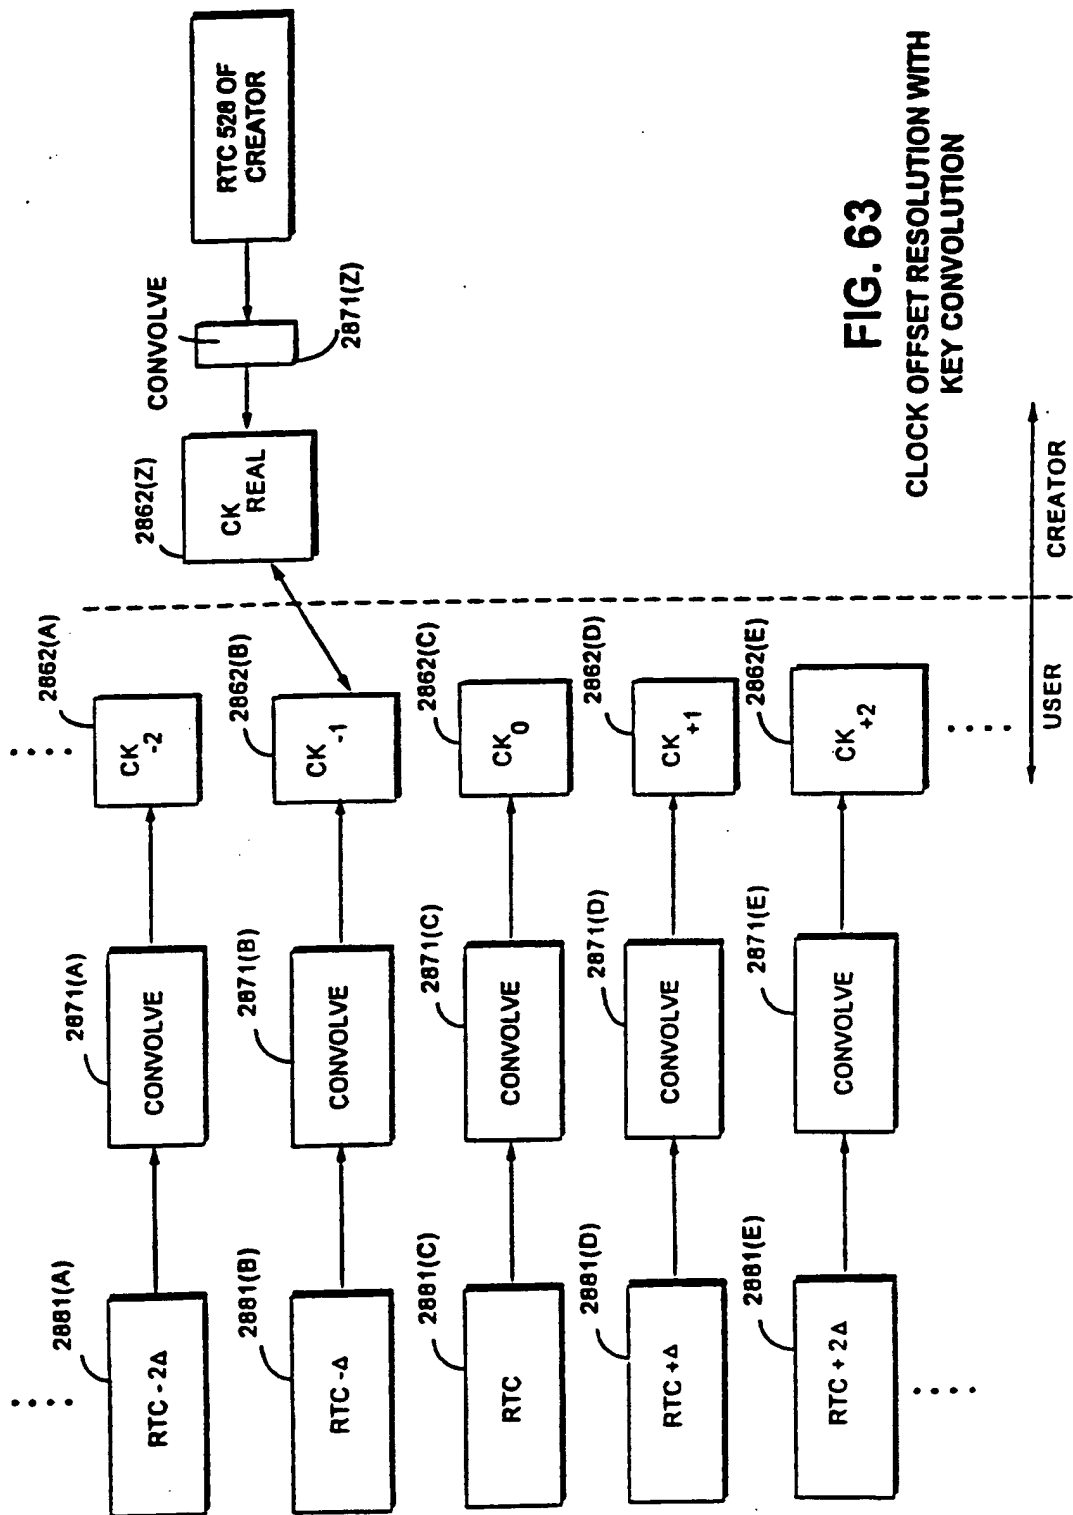 2881(A)
RTC - 2Δ
2871(A)
CONVOLVE
2862(A)
CK -2
2881(B)
RTC - Δ
2871(B)
CONVOLVE
2862(B)
CK -1
2881(C)
RTC
2871(C)
CONVOLVE
2862(C)
CK 0
2881(D)
RTC + Δ
2871(D)
CONVOLVE
2862(D)
CK +1
2881(E)
RTC + 2Δ
2871(E)
CONVOLVE
2862(E)
CK +2
2862(Z)
CK REAL
CONVOLVE
2871(Z)
RTC 528 OF
CREATOR
USER
CREATOR
FIG. 63
CLOCK OFFSET RESOLUTION WITH
KEY CONVOLUTION